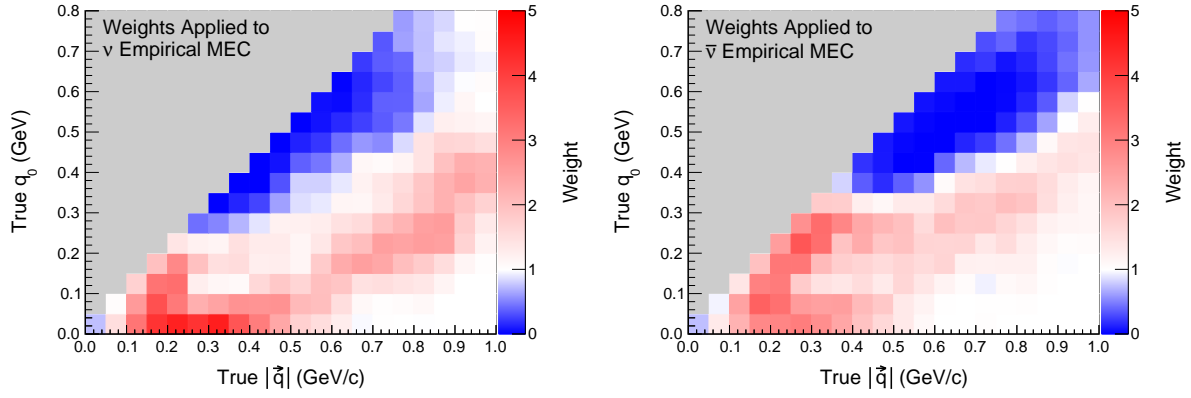 Weights Applied to
ν Empirical MEC
True q0 (GeV)
0.8
0.7
0.6
0.5
0.4
0.3
0.2
0.1
0.0
0.0 0.1 0.2 0.3 0.4 0.5 0.6 0.7 0.8 0.9 1.0
True |q⃗| (GeV/c)
5
4
3
2
1
0
Weight
Weights Applied to
ν̄ Empirical MEC
True q0 (GeV)
0.8
0.7
0.6
0.5
0.4
0.3
0.2
0.1
0.0
0.0 0.1 0.2 0.3 0.4 0.5 0.6 0.7 0.8 0.9 1.0
True |q⃗| (GeV/c)
5
4
3
2
1
0
Weight